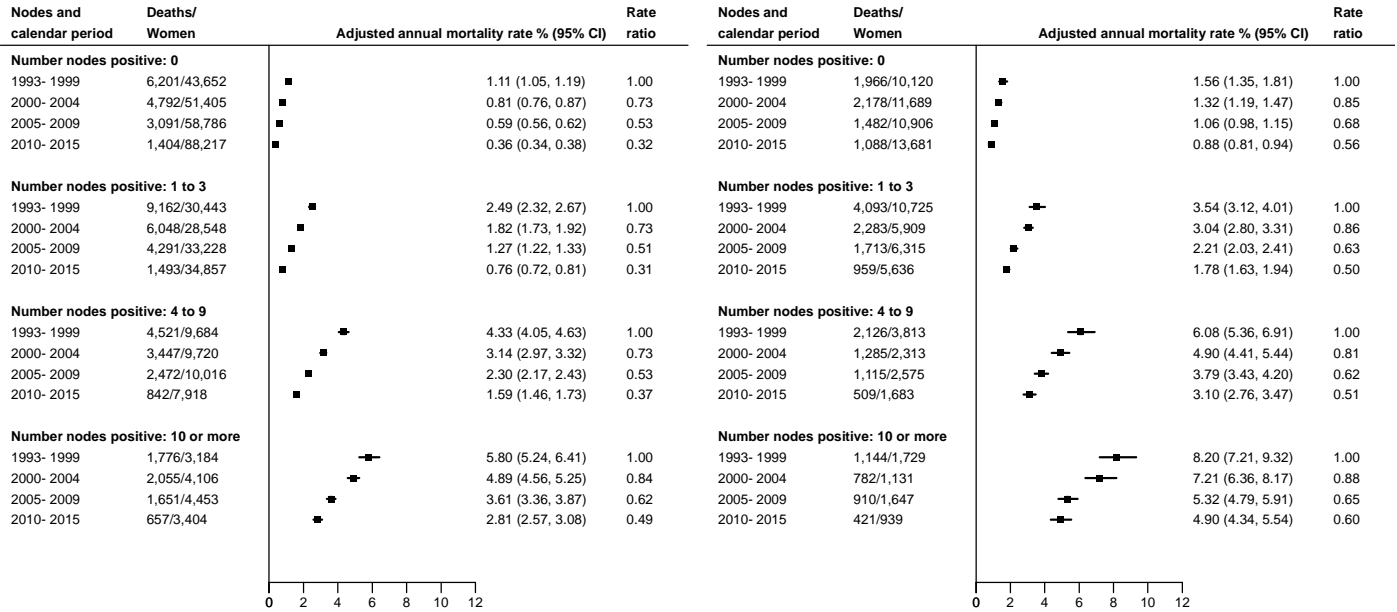 Nodes and Deaths/ Rate
calendar period Women Adjusted annual mortality rate % (95% CI) ratio
Number nodes positive: 0
1993- 1999 6,201/43,652 1.11 (1.05, 1.19) 1.00
2000- 2004 4,792/51,405 0.81 (0.76, 0.87) 0.73
2005- 2009 3,091/58,786 0.59 (0.56, 0.62) 0.53
2010- 2015 1,404/88,217 0.36 (0.34, 0.38) 0.32
Number nodes positive: 1 to 3
1993- 1999 9,162/30,443 2.49 (2.32, 2.67) 1.00
2000- 2004 6,048/28,548 1.82 (1.73, 1.92) 0.73
2005- 2009 4,291/33,228 1.27 (1.22, 1.33) 0.51
2010- 2015 1,493/34,857 0.76 (0.72, 0.81) 0.31
Number nodes positive: 4 to 9
1993- 1999 4,521/9,684 4.33 (4.05, 4.63) 1.00
2000- 2004 3,447/9,720 3.14 (2.97, 3.32) 0.73
2005- 2009 2,472/10,016 2.30 (2.17, 2.43) 0.53
2010- 2015 842/7,918 1.59 (1.46, 1.73) 0.37
Number nodes positive: 10 or more
1993- 1999 1,776/3,184 5.80 (5.24, 6.41) 1.00
2000- 2004 2,055/4,106 4.89 (4.56, 5.25) 0.84
2005- 2009 1,651/4,453 3.61 (3.36, 3.87) 0.62
2010- 2015 657/3,404 2.81 (2.57, 3.08) 0.49
0 2 4 6 8 10 12
Nodes and Deaths/ Rate
calendar period Women Adjusted annual mortality rate % (95% CI) ratio
Number nodes positive: 0
1993- 1999 1,966/10,120 1.56 (1.35, 1.81) 1.00
2000- 2004 2,178/11,689 1.32 (1.19, 1.47) 0.85
2005- 2009 1,482/10,906 1.06 (0.98, 1.15) 0.68
2010- 2015 1,088/13,681 0.88 (0.81, 0.94) 0.56
Number nodes positive: 1 to 3
1993- 1999 4,093/10,725 3.54 (3.12, 4.01) 1.00
2000- 2004 2,283/5,909 3.04 (2.80, 3.31) 0.86
2005- 2009 1,713/6,315 2.21 (2.03, 2.41) 0.63
2010- 2015 959/5,636 1.78 (1.63, 1.94) 0.50
Number nodes positive: 4 to 9
1993- 1999 2,126/3,813 6.08 (5.36, 6.91) 1.00
2000- 2004 1,285/2,313 4.90 (4.41, 5.44) 0.81
2005- 2009 1,115/2,575 3.79 (3.43, 4.20) 0.62
2010- 2015 509/1,683 3.10 (2.76, 3.47) 0.51
Number nodes positive: 10 or more
1993- 1999 1,144/1,729 8.20 (7.21, 9.32) 1.00
2000- 2004 782/1,131 7.21 (6.36, 8.17) 0.88
2005- 2009 910/1,647 5.32 (4.79, 5.91) 0.65
2010- 2015 421/939 4.90 (4.34, 5.54) 0.60
0 2 4 6 8 10 12